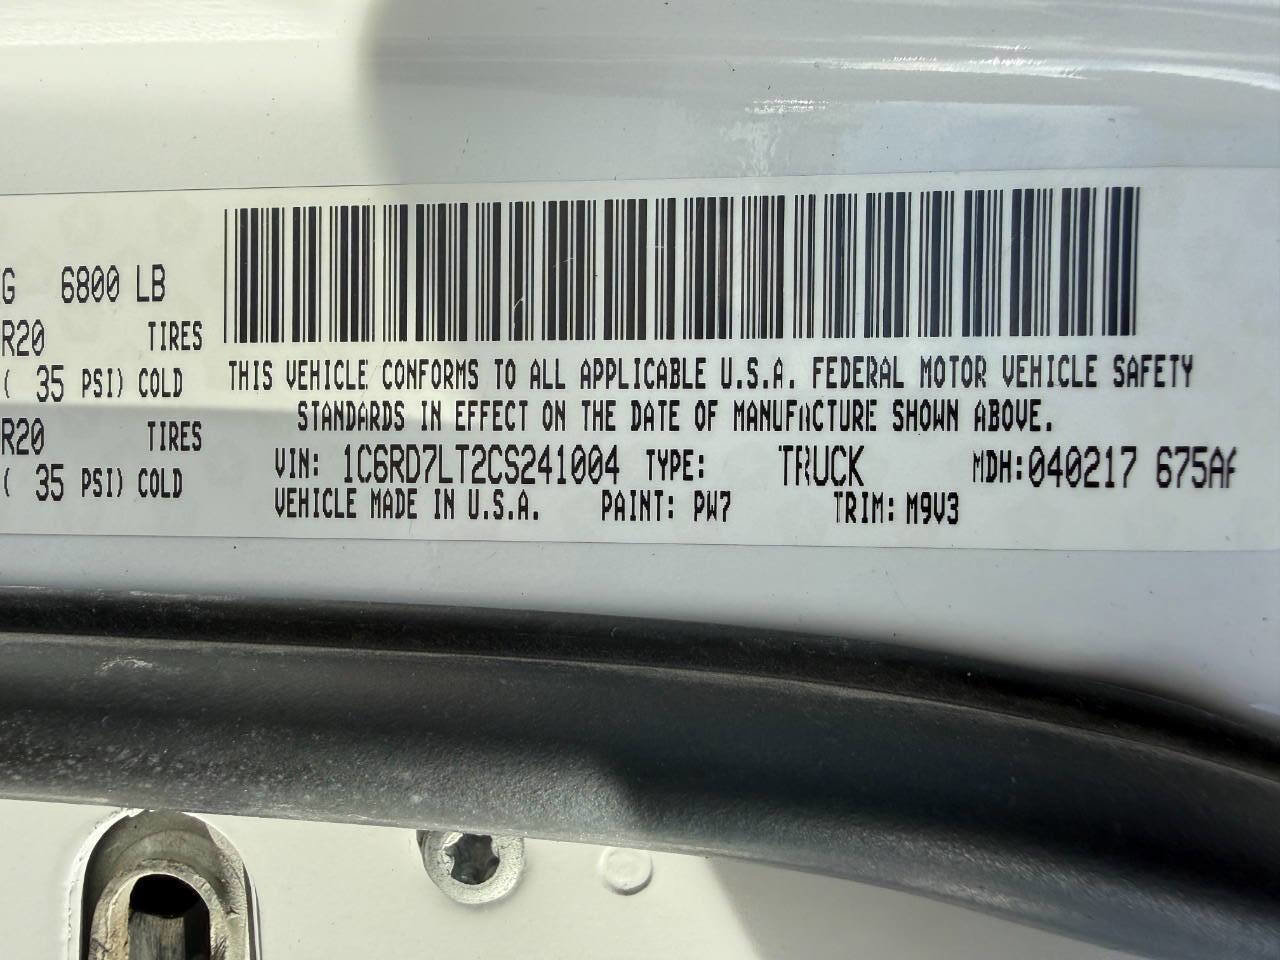 G 6800 LB
R20 TIRES
( 35 PSI) COLD
R20 TIRES
( 35 PSI) COLD
THIS VEHICLE CONFORMS TO ALL APPLICABLE U.S.A. FEDERAL MOTOR VEHICLE SAFETY
STANDARDS IN EFFECT ON THE DATE OF MANUFACTURE SHOWN ABOVE.
VIN: 1C6RD7LT2CS241004 TYPE: TRUCK MDH:040217 675AA
VEHICLE MADE IN U.S.A. PAINT: PW7 TRIM: M9V3